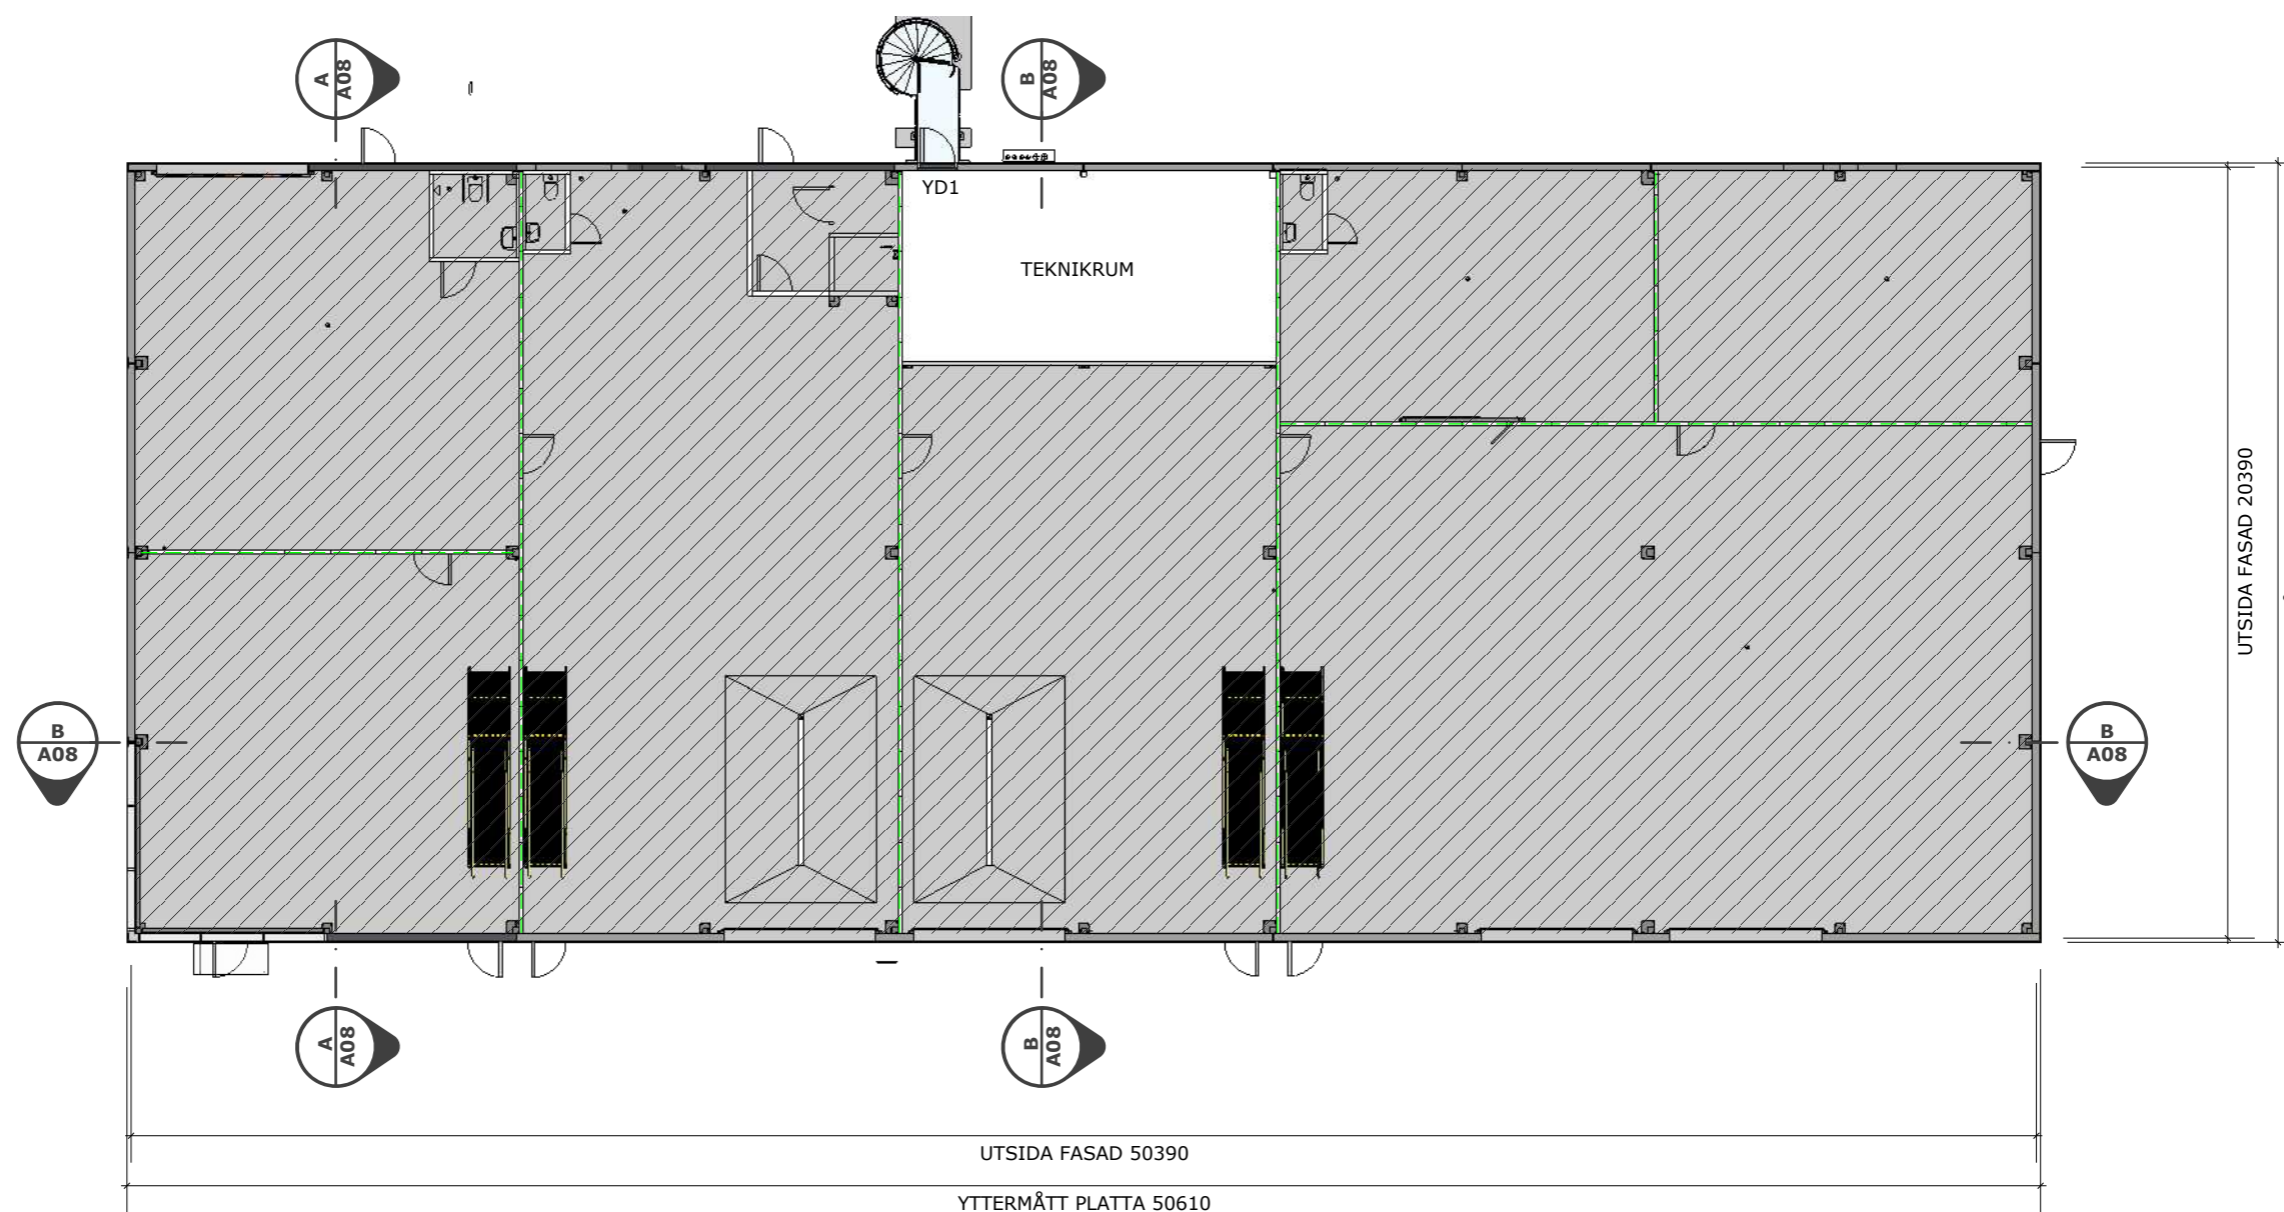 A
A08
B
A08
YD1
TEKNIKRUM
UTSIDA FASAD 20390
B
A08
B
A08
A
A08
B
A08
UTSIDA FASAD 50390
YTTERMÅTT PLATTA 50610